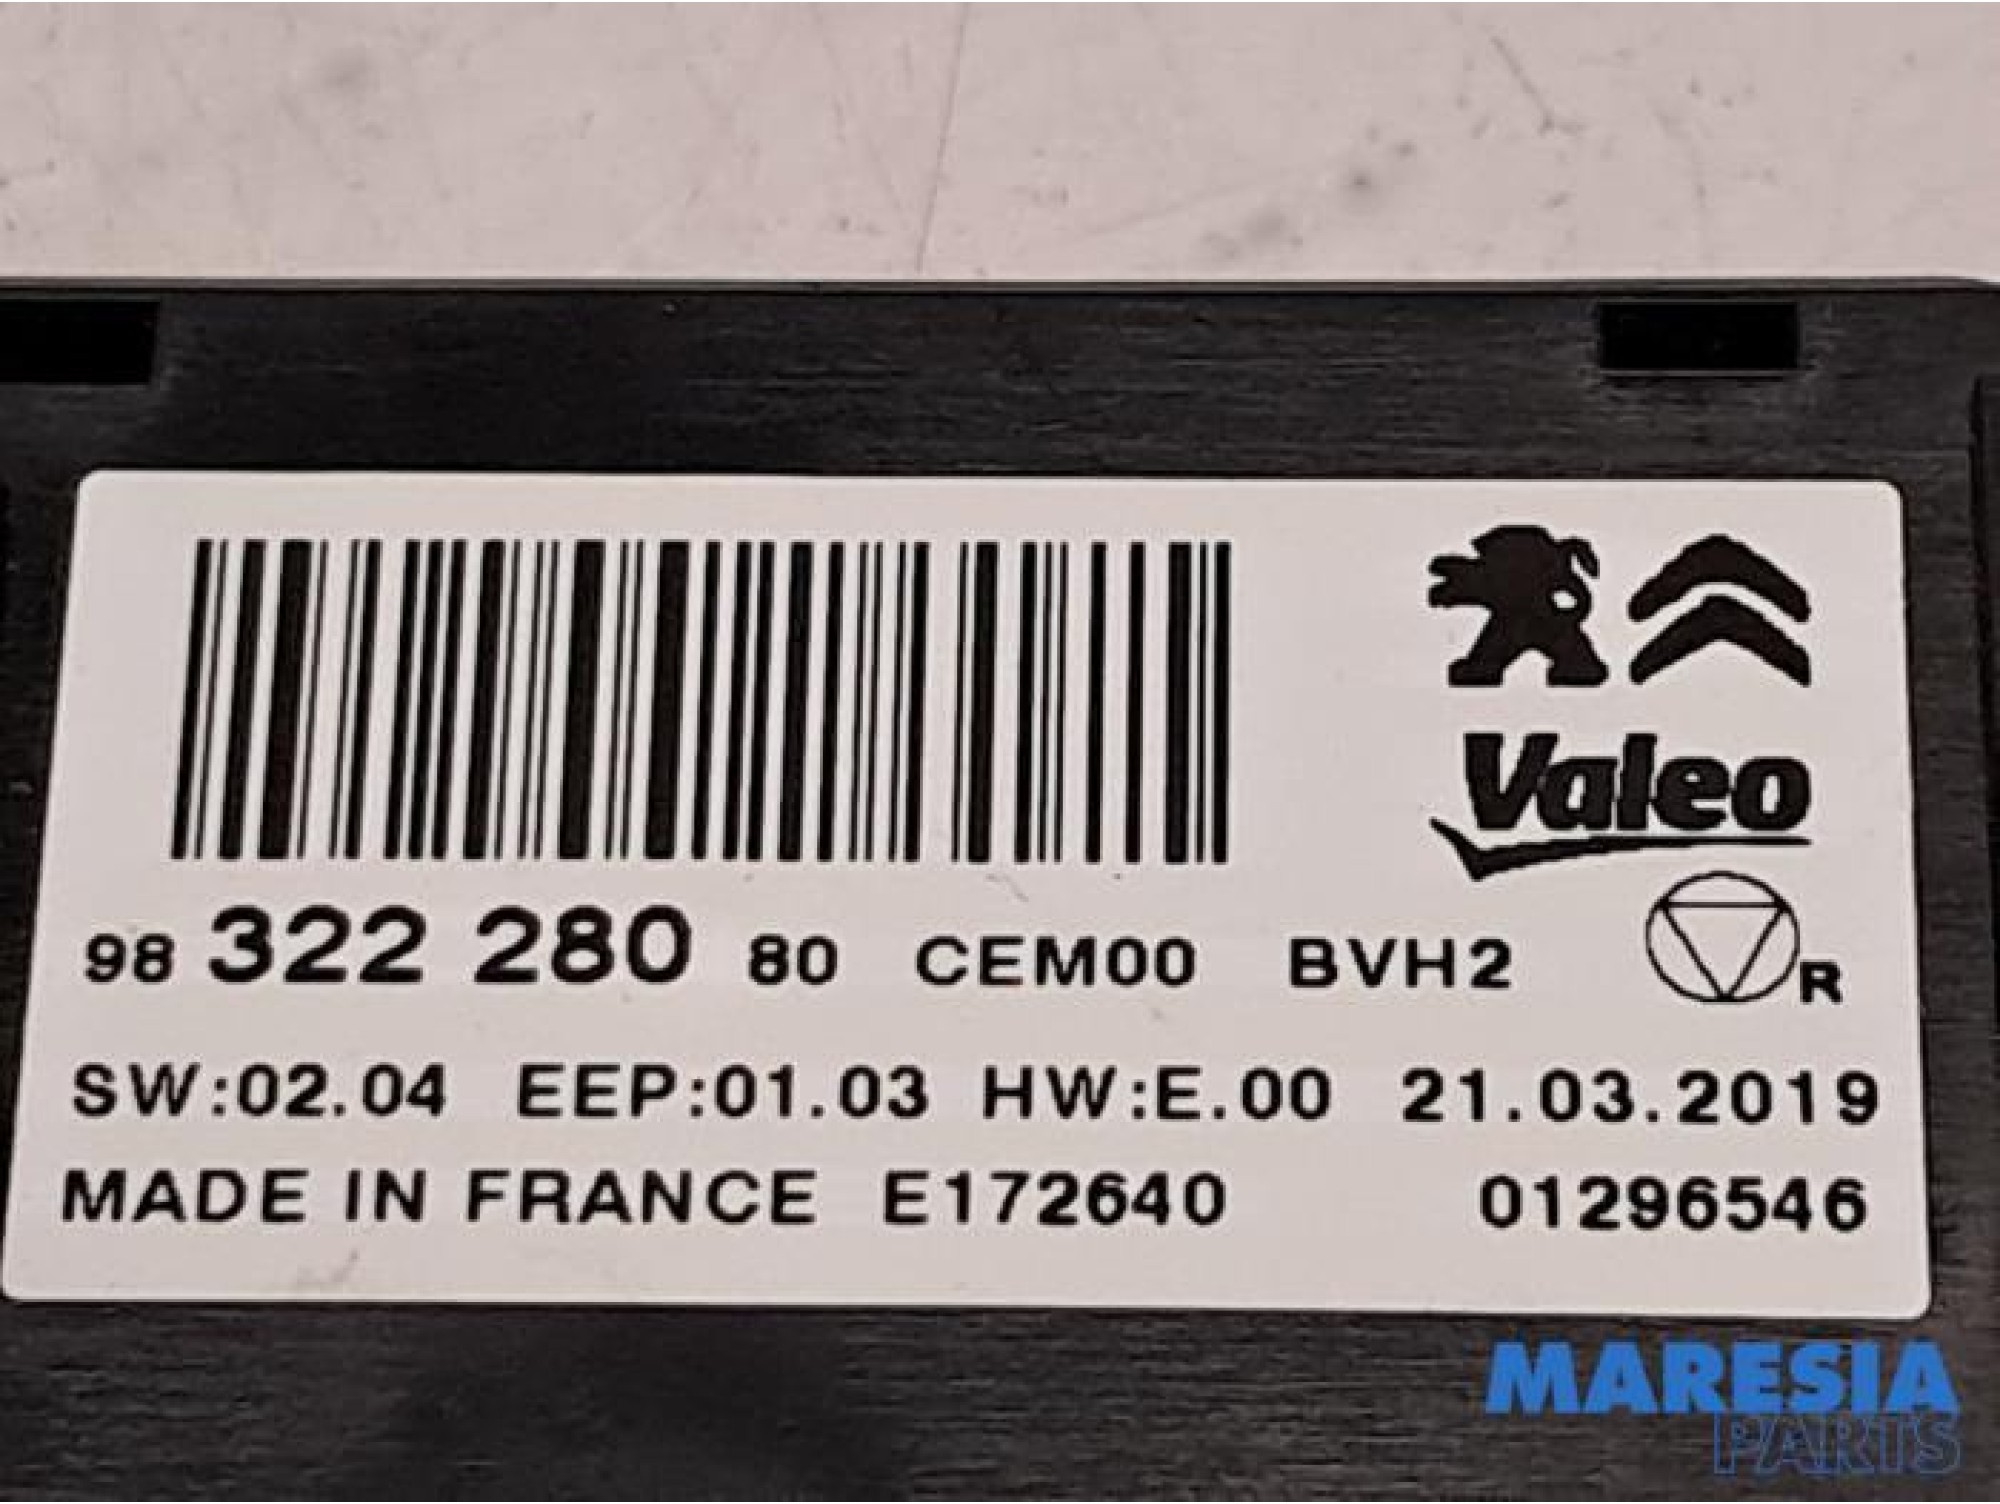 Valeo
98 322 280 80 CEM00 BVH2 R
SW:02.04 EEP:01.03 HW:E.00 21.03.2019
MADE IN FRANCE E172640 01296546
MARESIA
PARTS